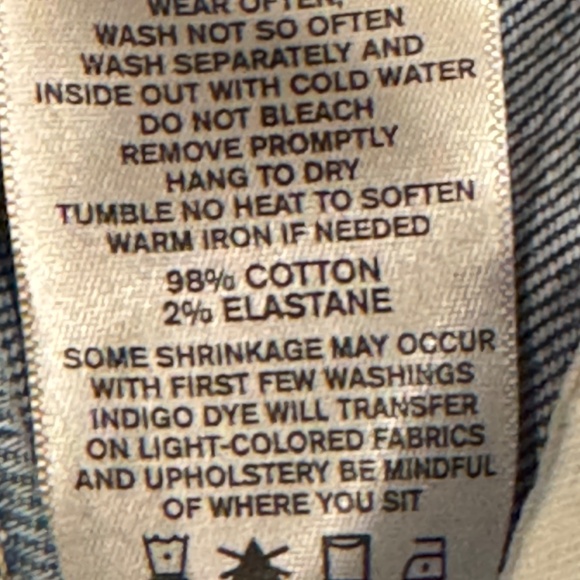 WEAR OFTEN,
WASH NOT SO OFTEN
WASH SEPARATELY AND
INSIDE OUT WITH COLD WATER
DO NOT BLEACH
REMOVE PROMPTLY
HANG TO DRY
TUMBLE NO HEAT TO SOFTEN
WARM IRON IF NEEDED
98% COTTON
2% ELASTANE
SOME SHRINKAGE MAY OCCUR
WITH FIRST FEW WASHINGS
INDIGO DYE WILL TRANSFER
ON LIGHT-COLORED FABRICS
AND UPHOLSTERY BE MINDFUL
OF WHERE YOU SIT